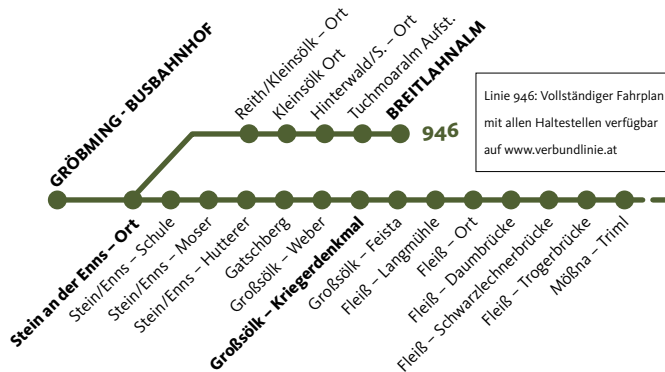 GRÖBMING - BUSBAHNHOF
Reith/Kleinsölk – Ort
Kleinsölk Ort
Hinterwald/S. – Ort
Tuchmoaralm Aufst.
BREITLAHNALM
946
Linie 946: Vollständiger Fahrplan
mit allen Haltestellen verfügbar
auf www.verbundlinie.at
Stein an der Enns – Ort
Stein/Enns – Schule
Stein/Enns – Moser
Stein/Enns – Hutterer
Gatschberg
Großsölk – Weber
Großsölk – Kriegerdenkmal
Großsölk – Feista
Fleiß – Langmühle
Fleiß – Ort
Fleiß – Daumbrücke
Fleiß – Schwarzlechnerbrücke
Fleiß – Trogerbrücke
Mößna – Triml